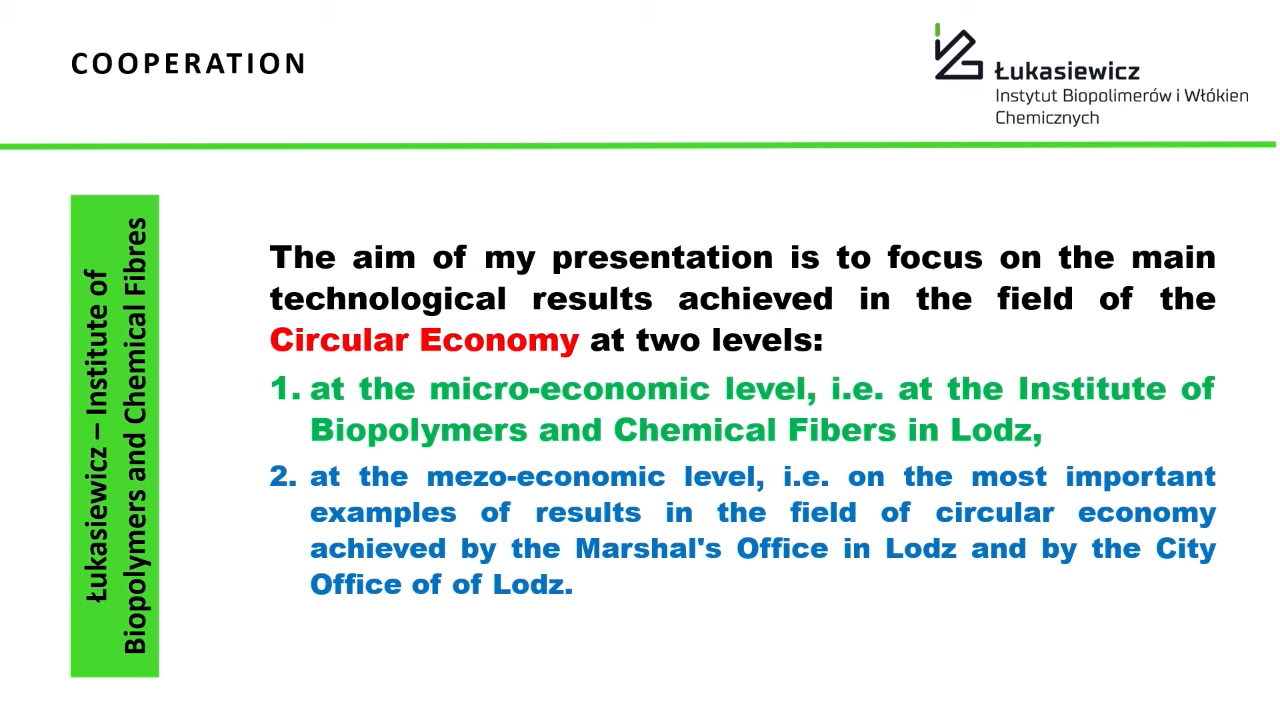 COOPERATION
Łukasiewicz
Instytut Biopolimerów i Włókien
Chemicznych
Łukasiewicz – Institute of
Biopolymers and Chemical Fibres
The aim of my presentation is to focus on the main
technological results achieved in the field of the
Circular Economy at two levels:
1. at the micro-economic level, i.e. at the Institute of
Biopolymers and Chemical Fibers in Lodz,
2. at the mezo-economic level, i.e. on the most important
examples of results in the field of circular economy
achieved by the Marshal's Office in Lodz and by the City
Office of of Lodz.